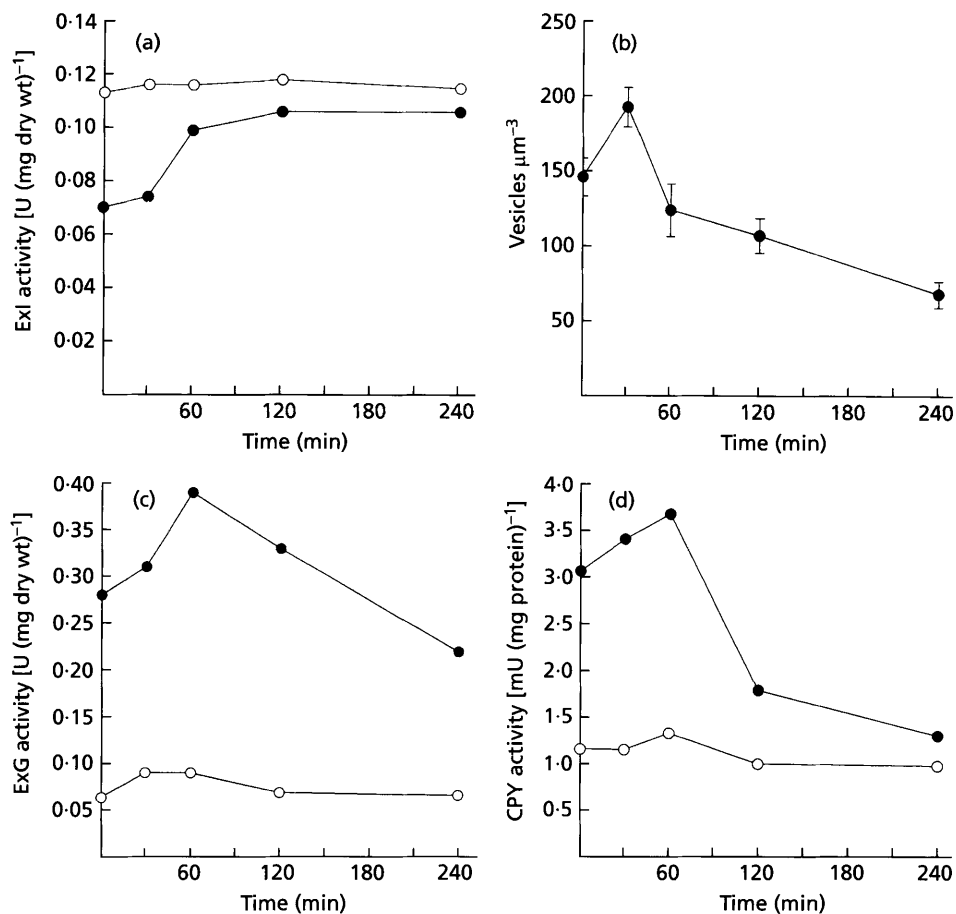 (a)
ExI activity [U (mg dry wt)⁻¹]
0·14
0·12
0·10
0·08
0·06
0·04
0·02
60 120 180 240
Time (min)
(b)
Vesicles μm⁻³
250
200
150
100
50
60 120 180 240
Time (min)
(c)
ExG activity [U (mg dry wt)⁻¹]
0·40
0·35
0·30
0·25
0·20
0·15
0·10
0·05
60 120 180 240
Time (min)
(d)
CPY activity [mU (mg protein)⁻¹]
4·0
3·5
3·0
2·5
2·0
1·5
1·0
0·5
60 120 180 240
Time (min)